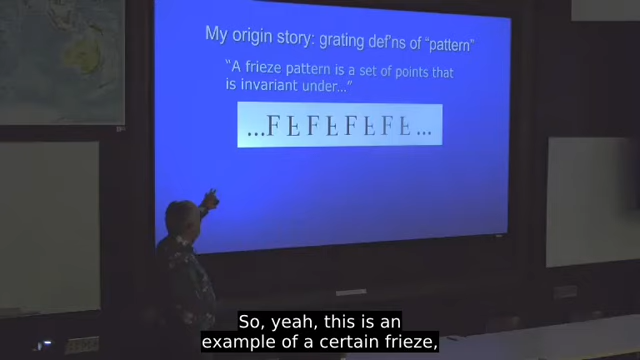 My origin story: grating def'ns of "pattern"
"A frieze pattern is a set of points that
is invariant under..."
...FEFEFEFE...
So, yeah, this is an
example of a certain frieze,